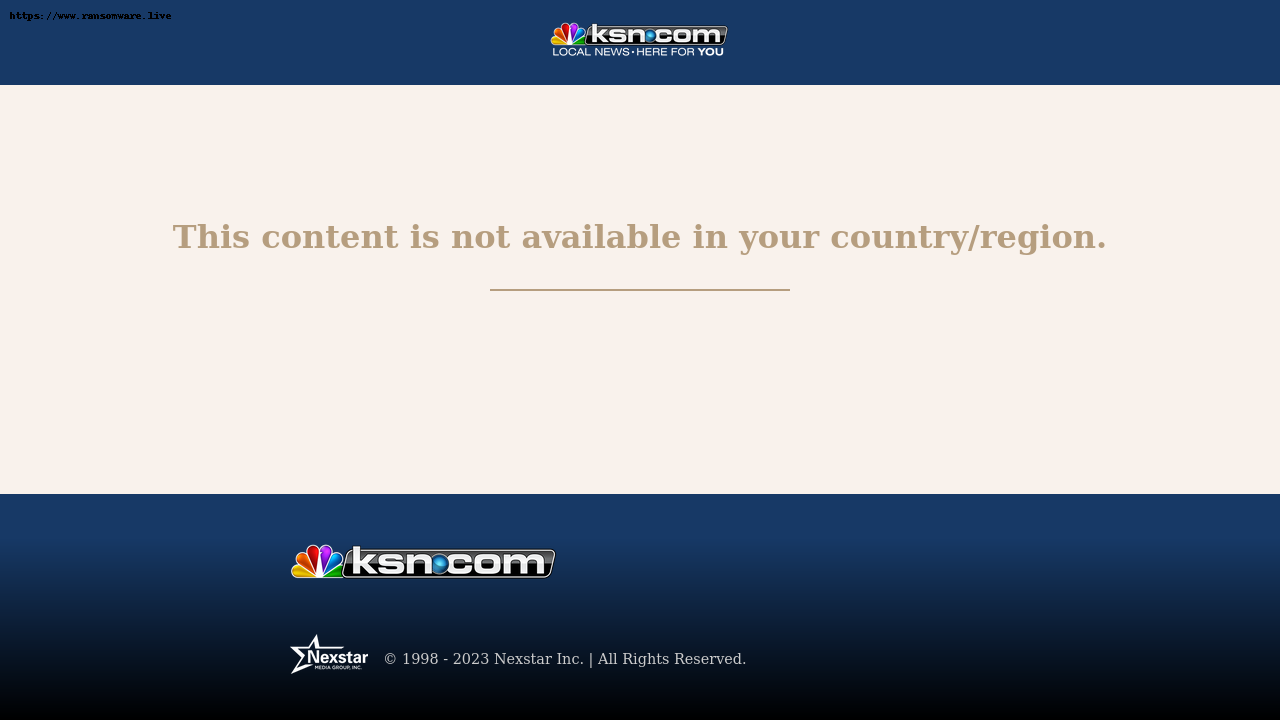 https://www.ransomware.live
ksn.com
LOCAL NEWS • HERE FOR YOU
This content is not available in your country/region.
ksn.com
Nexstar
MEDIA GROUP, INC.
© 1998 - 2023 Nexstar Inc. | All Rights Reserved.